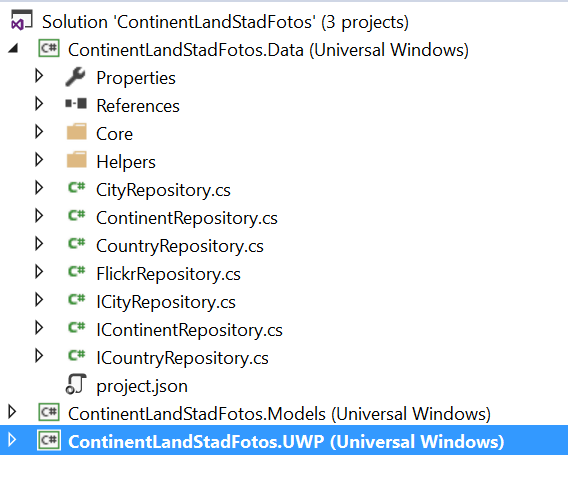 Solution 'ContinentLandStadFotos' (3 projects)
C# ContinentLandStadFotos.Data (Universal Windows)
Properties
References
Core
Helpers
C# CityRepository.cs
C# ContinentRepository.cs
C# CountryRepository.cs
C# FlickrRepository.cs
C# ICityRepository.cs
C# IContinentRepository.cs
C# ICountryRepository.cs
project.json
C# ContinentLandStadFotos.Models (Universal Windows)
C# ContinentLandStadFotos.UWP (Universal Windows)